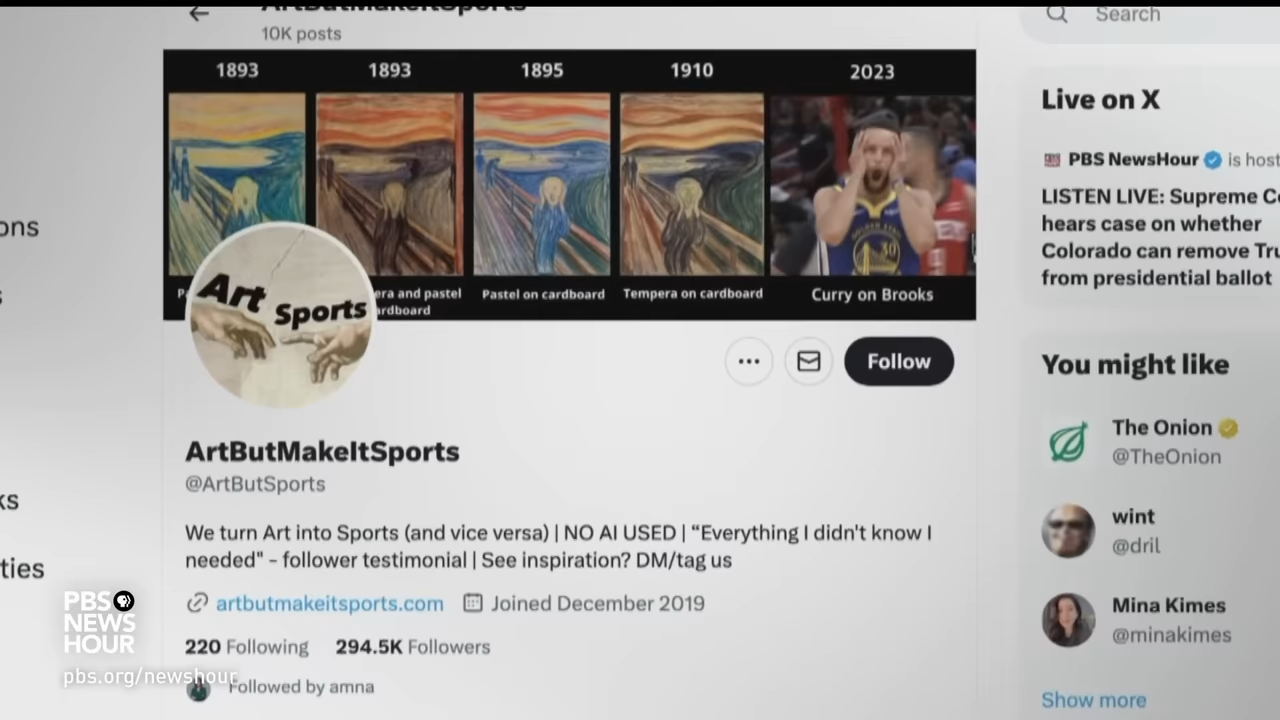 ArtButMakeItSports
10K posts
Search
1893
1893
1895
1910
2023
GOLDEN STATE
30
Pastel on cardboard
Tempera on cardboard
Curry on Brooks
Art
Sports
Follow
ArtButMakeItSports
@ArtButSports
We turn Art into Sports (and vice versa) | NO AI USED | “Everything I didn't know I
needed" - follower testimonial | See inspiration? DM/tag us
artbutmakeitsports.com
Joined December 2019
220 Following
294.5K Followers
Followed by amna
Live on X
PBS NewsHour is host
LISTEN LIVE: Supreme Co
hears case on whether
Colorado can remove Tru
from presidential ballot
You might like
The Onion
@TheOnion
wint
@dril
Mina Kimes
@minakimes
Show more
ons
s
ks
ties
PBS
NEWS
HOUR
pbs.org/newshour